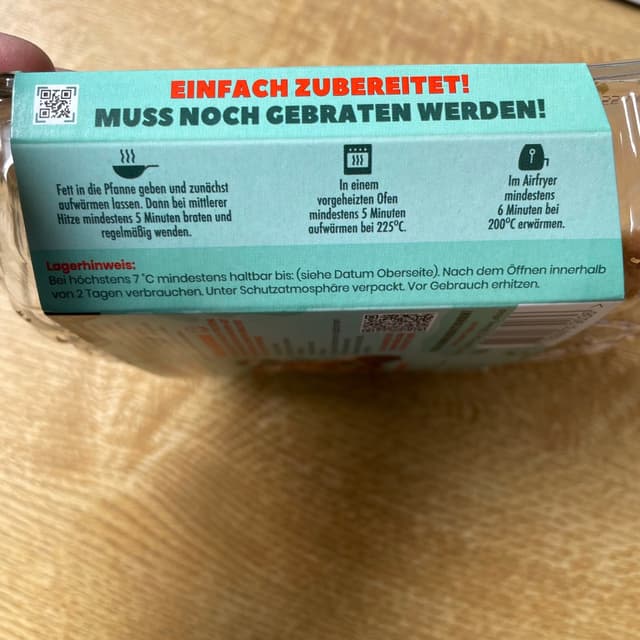 EINFACH ZUBEREITET!
MUSS NOCH GEBRATEN WERDEN!
Fett in die Pfanne geben und zunächst
aufwärmen lassen. Dann bei mittlerer
Hitze mindestens 5 Minuten braten und
regelmäßig wenden.
In einem
vorgeheizten Ofen
mindestens 5 Minuten
aufwärmen bei 225°C.
Im Airfryer
mindestens
6 Minuten bei
200°C erwärmen.
Lagerhinweis:
Bei höchstens 7 °C mindestens haltbar bis: (siehe Datum Oberseite). Nach dem Öffnen innerhalb
von 2 Tagen verbrauchen. Unter Schutzatmosphäre verpackt. Vor Gebrauch erhitzen.